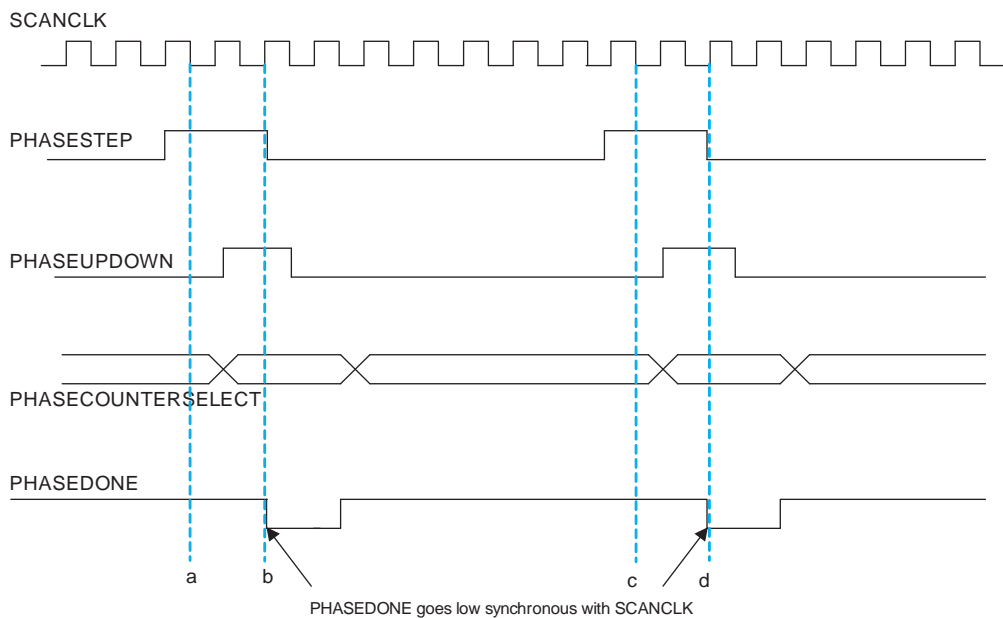 SCANCLK
PHASESTEP
PHASEUPDOWN
PHASECOUNTERSELECT
PHASEDONE
a b c d
PHASEDONE goes low synchronous with SCANCLK